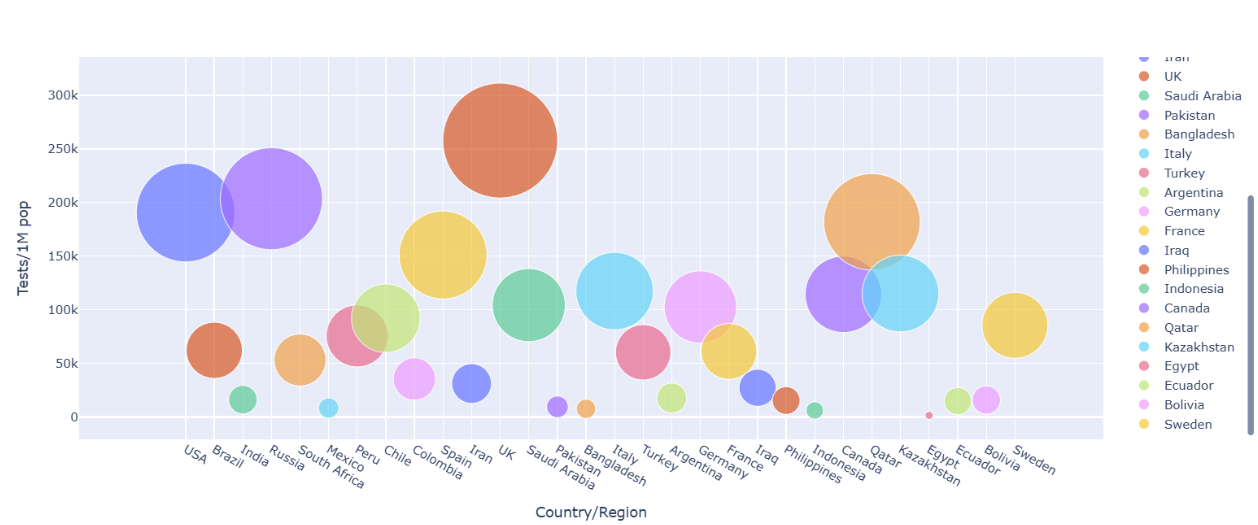 300k
250k
200k
150k
100k
50k
0
Tests/1M pop
USA
Brazil
India
Russia
South Africa
Mexico
Peru
Chile
Colombia
Spain
Iran
UK
Saudi Arabia
Pakistan
Bangladesh
Italy
Turkey
Argentina
Germany
France
Iraq
Philippines
Indonesia
Canada
Qatar
Kazakhstan
Egypt
Ecuador
Bolivia
Sweden
Country/Region
Iran
UK
Saudi Arabia
Pakistan
Bangladesh
Italy
Turkey
Argentina
Germany
France
Iraq
Philippines
Indonesia
Canada
Qatar
Kazakhstan
Egypt
Ecuador
Bolivia
Sweden